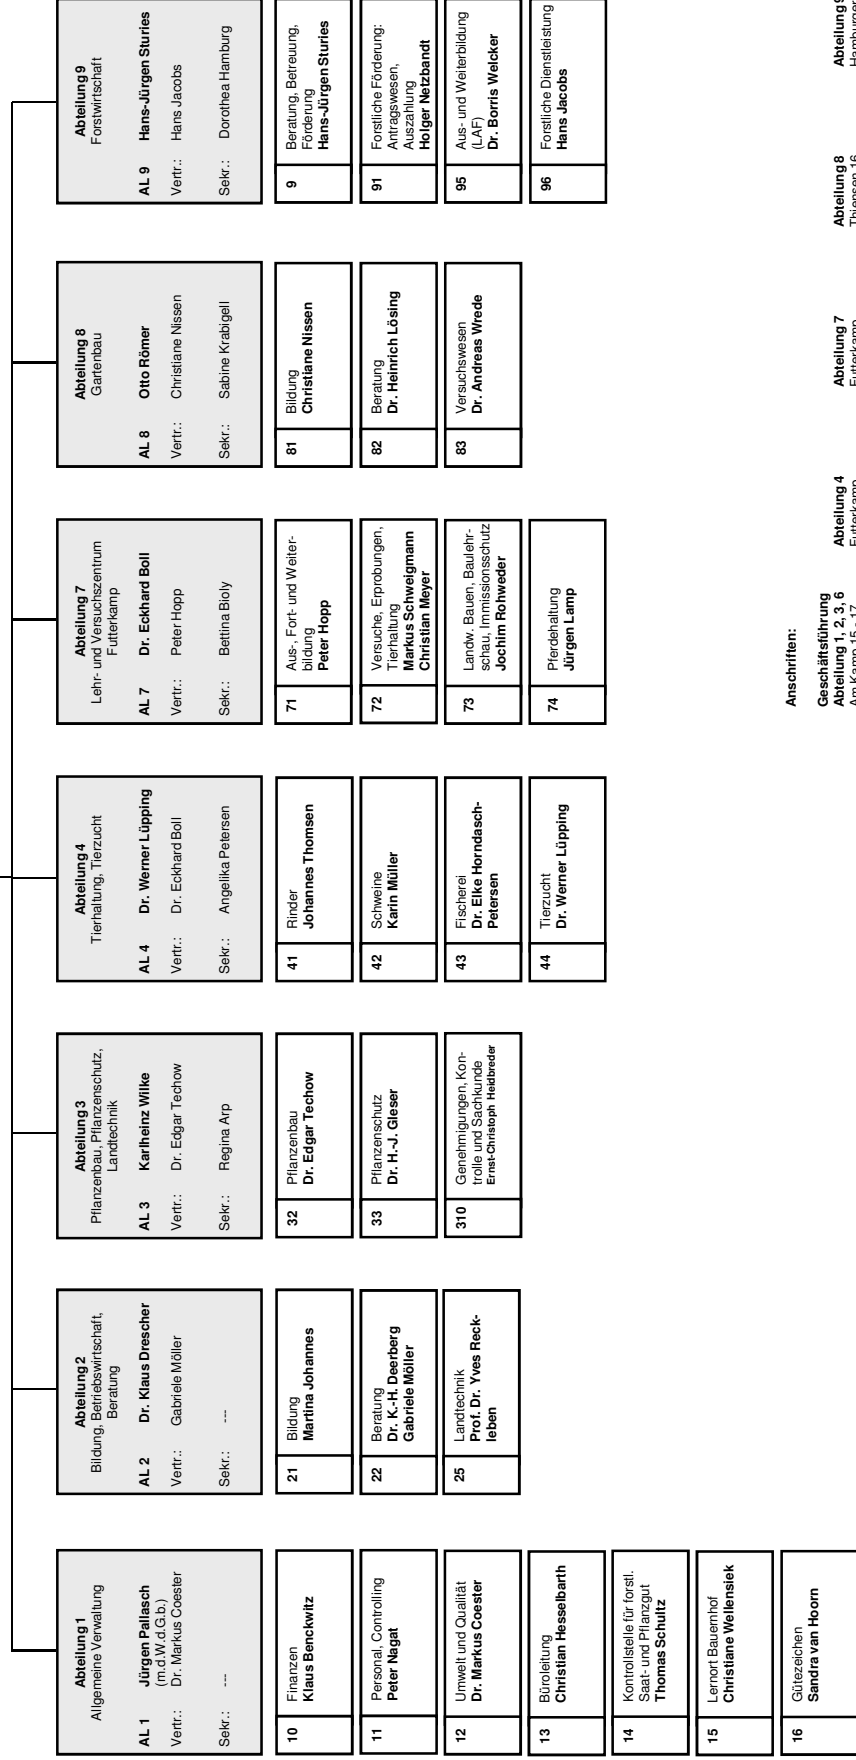 Abteilung 1
Allgemeine Verwaltung
AL 1 Jürgen Pallasch
(m.d.W.d.G.b.)
Vertr.: Dr. Markus Coester
Sekr.: ---
10 Finanzen
Klaus Benckwitz
11 Personal, Controlling
Peter Nagat
12 Umwelt und Qualität
Dr. Markus Coester
13 Büroleitung
Christian Hesselbarth
14 Kontrollstelle für forstl.
Saat- und Pflanzgut
Thomas Schultz
15 Lernort Bauernhof
Christiane Wellensiek
16 Gütezeichen
Sandra van Hoorn
Abteilung 2
Bildung, Betriebswirtschaft,
Beratung
AL 2 Dr. Klaus Drescher
Vertr.: Gabriele Möller
Sekr.: ---
21 Bildung
Martina Johannes
22 Beratung
Dr. K.-H. Deerberg
Gabriele Möller
25 Landtechnik
Prof. Dr. Yves Reck-
leben
Abteilung 3
Pflanzenbau, Pflanzenschutz,
Landtechnik
AL 3 Karlheinz Wilke
Vertr.: Dr. Edgar Techow
Sekr.: Regina Arp
32 Pflanzenbau
Dr. Edgar Techow
33 Pflanzenschutz
Dr. H.-J. Gleser
310 Genehmigungen, Kon-
trolle und Sachkunde
Ernst-Christoph Heidbreder
Abteilung 4
Tierhaltung, Tierzucht
AL 4 Dr. Werner Lüpping
Vertr.: Dr. Eckhard Boll
Sekr.: Angelika Petersen
41 Rinder
Johannes Thomsen
42 Schweine
Karin Müller
43 Fischerei
Dr. Elke Horndasch-
Petersen
44 Tierzucht
Dr. Werner Lüpping
Abteilung 7
Lehr- und Versuchszentrum
Futterkamp
AL 7 Dr. Eckhard Boll
Vertr.: Peter Hopp
Sekr.: Bettina Bioly
71 Aus-, Fort- und Weiter-
bildung
Peter Hopp
72 Versuche, Erprobungen,
Tierhaltung
Markus Schweigmann
Christian Meyer
73 Landw. Bauen, Baulehr-
schau, Immissionsschutz
Jochim Rohweder
74 Pferdehaltung
Jürgen Lamp
Abteilung 8
Gartenbau
AL 8 Otto Römer
Vertr.: Christiane Nissen
Sekr.: Sabine Krabigell
81 Bildung
Christiane Nissen
82 Beratung
Dr. Heinrich Lösing
83 Versuchswesen
Dr. Andreas Wrede
Abteilung 9
Forstwirtschaft
AL 9 Hans-Jürgen Sturies
Vertr.: Hans Jacobs
Sekr.: Dorothea Hamburg
9 Beratung, Betreuung,
Förderung
Hans-Jürgen Sturies
91 Forstliche Förderung:
Antragswesen,
Auszahlung
Holger Netzbandt
95 Aus- und Weiterbildung
(LAF)
Dr. Borris Welcker
96 Forstliche Dienstleistung
Hans Jacobs
Anschriften:
Geschäftsführung
Abteilung 1, 2, 3, 6
Am Kamp 15 - 17
Abteilung 4
Futterkamp
Abteilung 7
Futterkamp
Abteilung 8
Thiensen 16
Abteilung 9
Hamburger